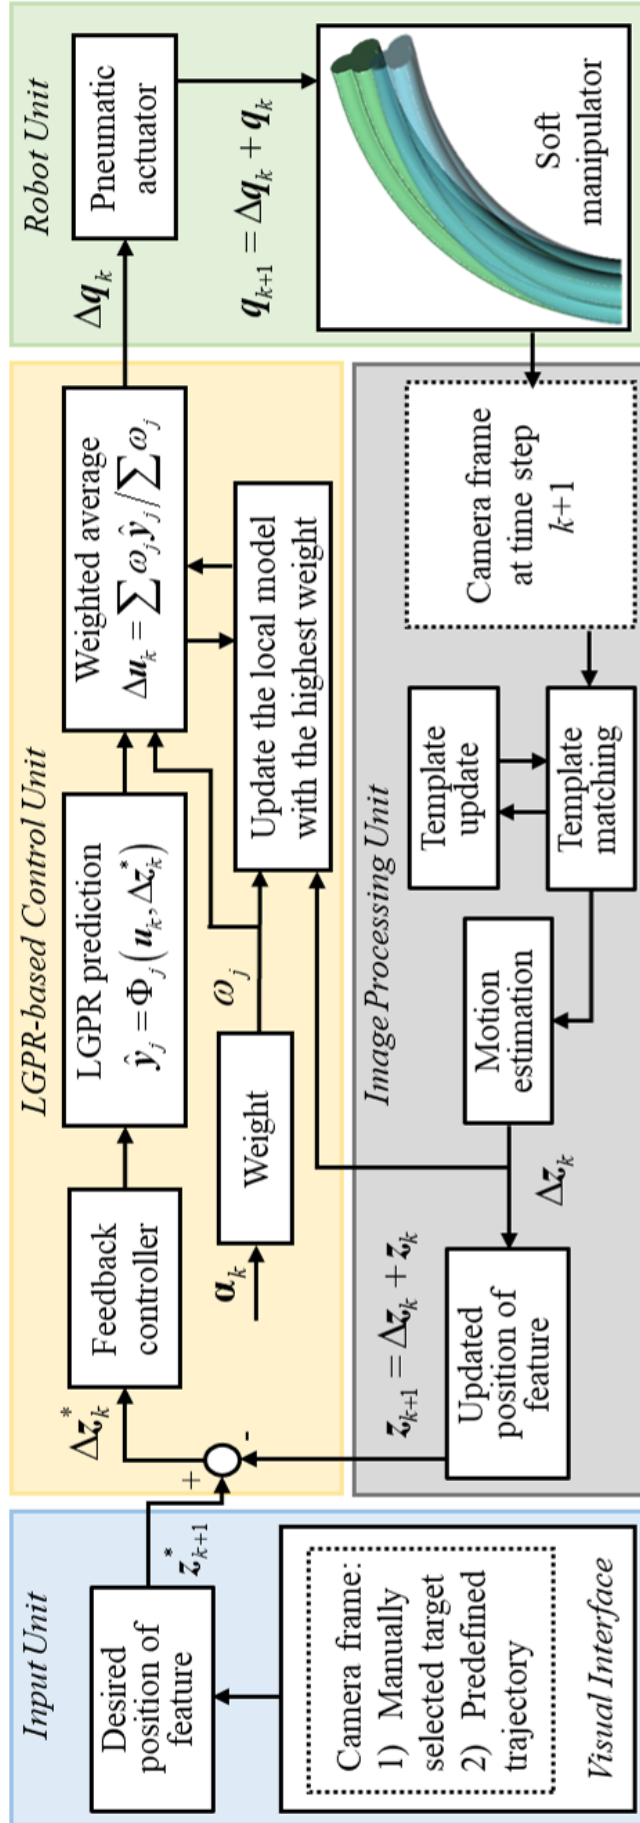 Input Unit
Desired
position of
feature
z*k+1
Camera frame:
1) Manually
selected target
2) Predefined
trajectory
Visual Interface
LGPR-based Control Unit
+
-
Δz*k
Feedback
controller
LGPR prediction
ŷj = Φj(uk, Δz*k)
Weighted average
Δuk = ∑ωjŷj/∑ωj
αk
Weight
ωj
Update the local model
with the highest weight
Robot Unit
Δqk
Pneumatic
actuator
qk+1 = Δqk + qk
Soft
manipulator
Image Processing Unit
Camera frame
at time step
k+1
Template
update
Template
matching
Motion
estimation
Δzk
zk+1 = Δzk + zk
Updated
position of
feature